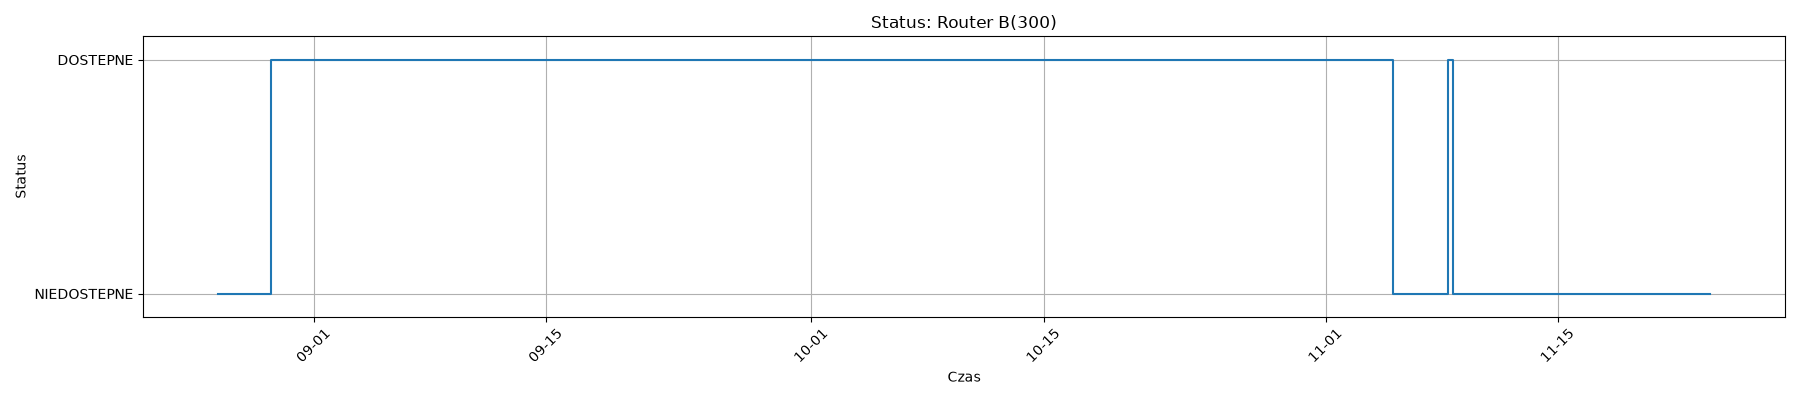 Status: Router B(300)
DOSTEPNE
Status
NIEDOSTEPNE
09-01
09-15
10-01
10-15
11-01
11-15
Czas